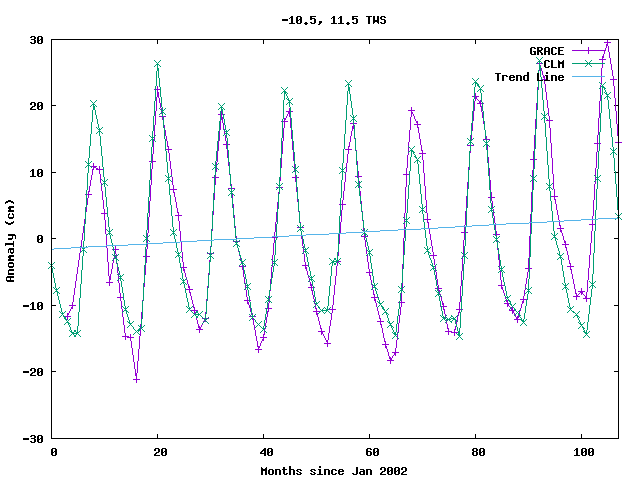 -10.5, 11.5 TWS
GRACE
CLM
Trend Line
30
20
10
0
-10
-20
-30
Anomaly (cm)
0 20 40 60 80 100
Months since Jan 2002